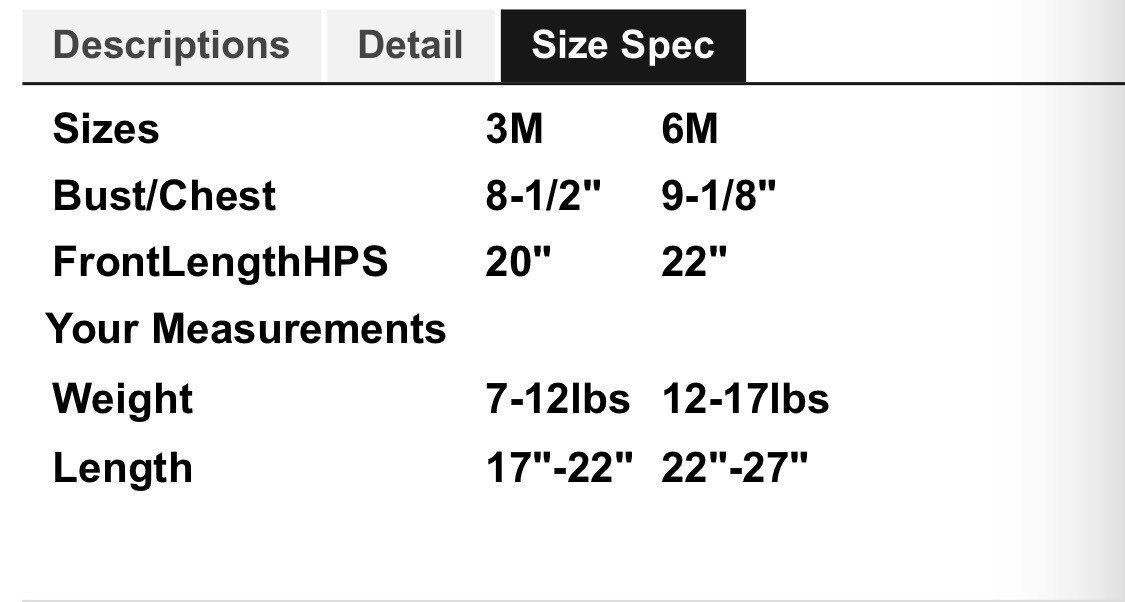 Descriptions Detail Size Spec
Sizes 3M 6M
Bust/Chest 8-1/2" 9-1/8"
FrontLengthHPS 20" 22"
Your Measurements
Weight 7-12lbs 12-17lbs
Length 17"-22" 22"-27"